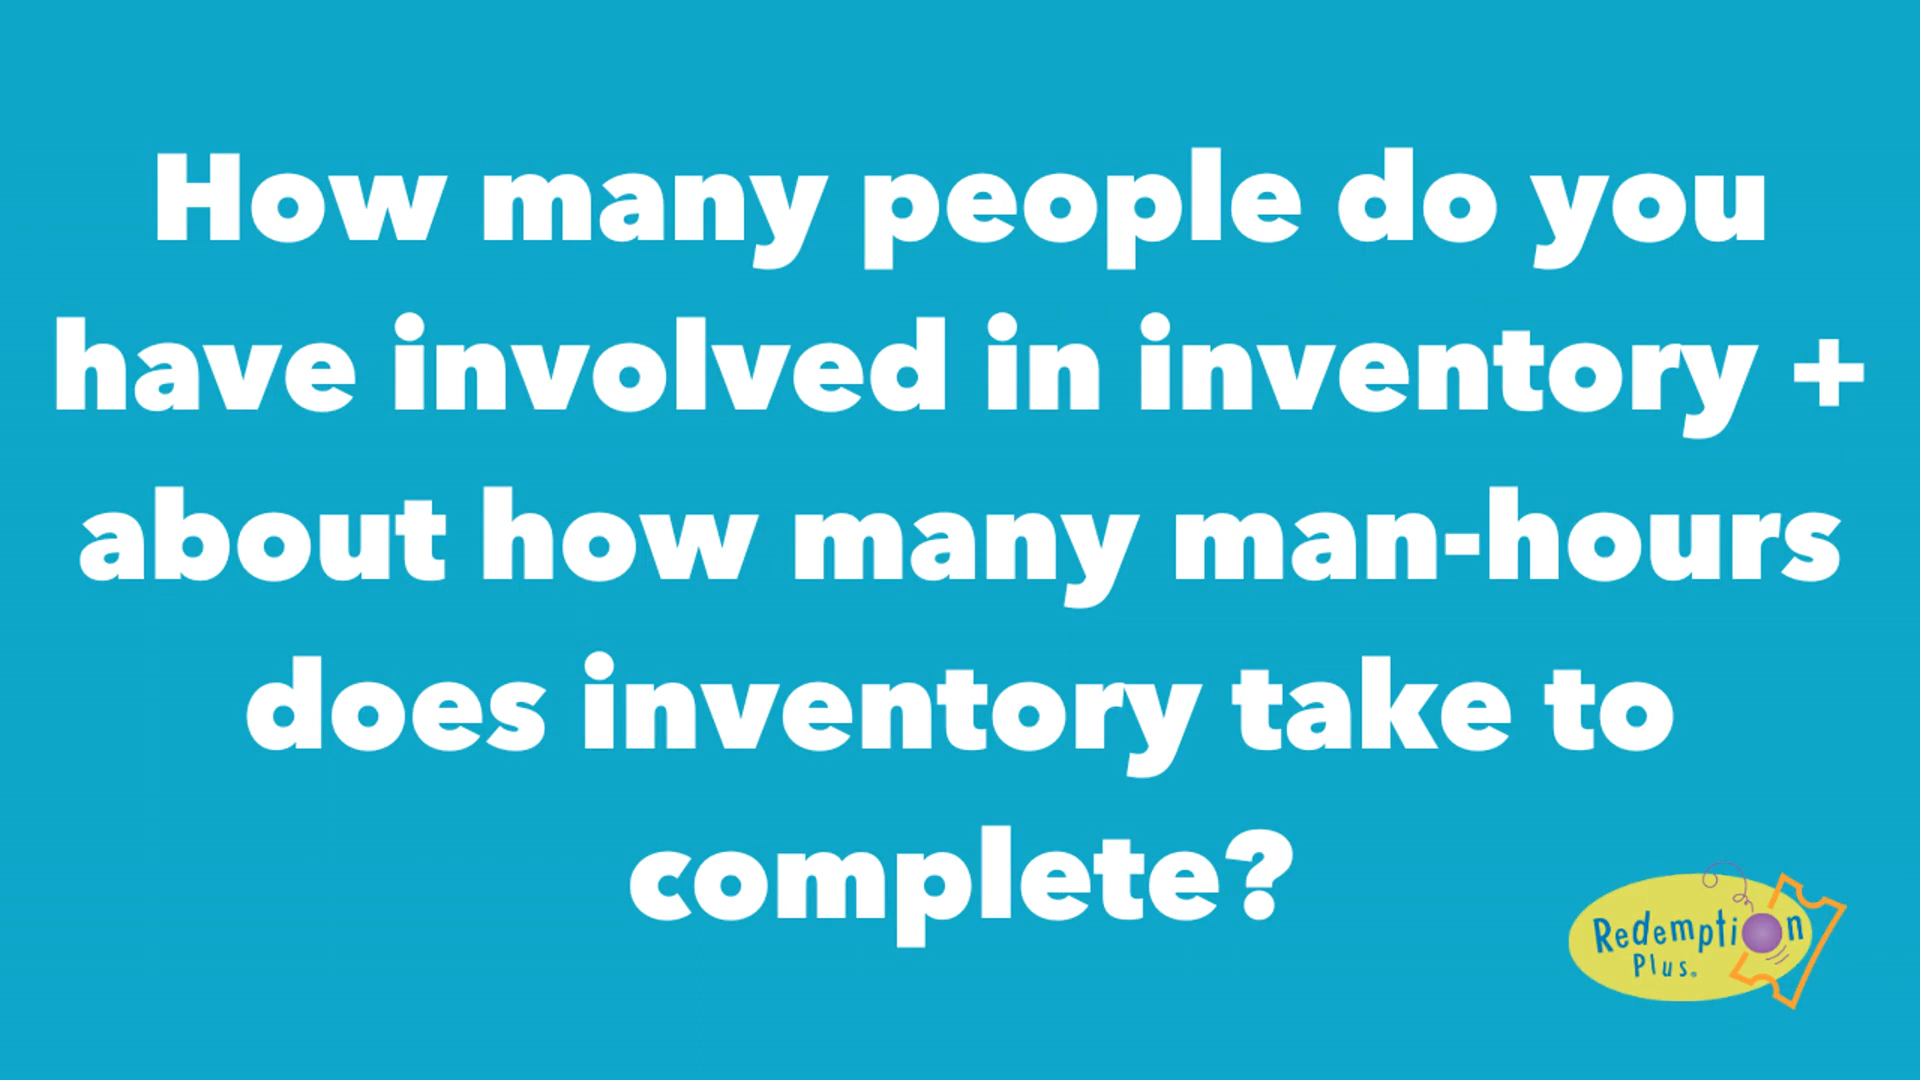 How many people do you
have involved in inventory +
about how many man-hours
does inventory take to
complete?
Redemption
Plus.